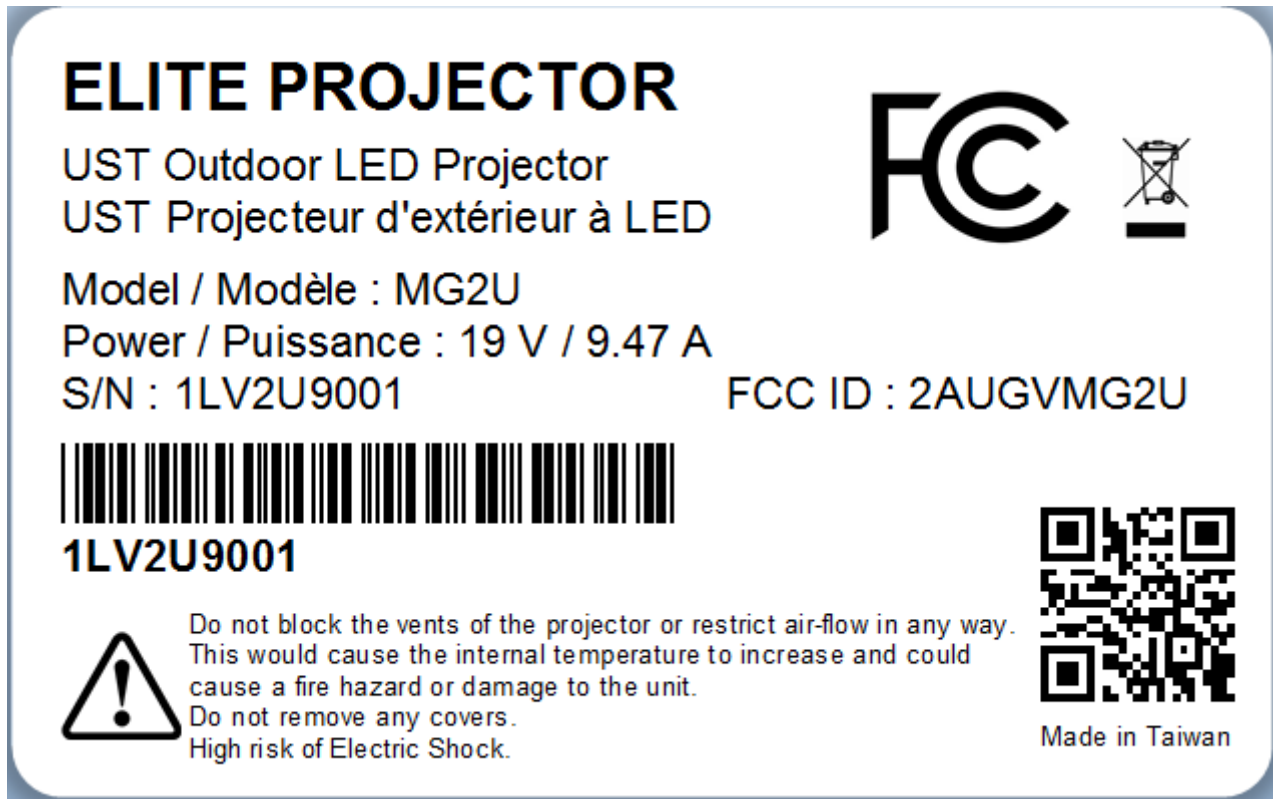 ELITE PROJECTOR
FCC
UST Outdoor LED Projector
UST Projecteur d'extérieur à LED
Model / Modèle : MG2U
Power / Puissance : 19 V / 9.47 A
S/N : 1LV2U9001
FCC ID : 2AUGVMG2U
1LV2U9001
Do not block the vents of the projector or restrict air-flow in any way.
This would cause the internal temperature to increase and could
cause a fire hazard or damage to the unit.
Do not remove any covers.
High risk of Electric Shock.
Made in Taiwan